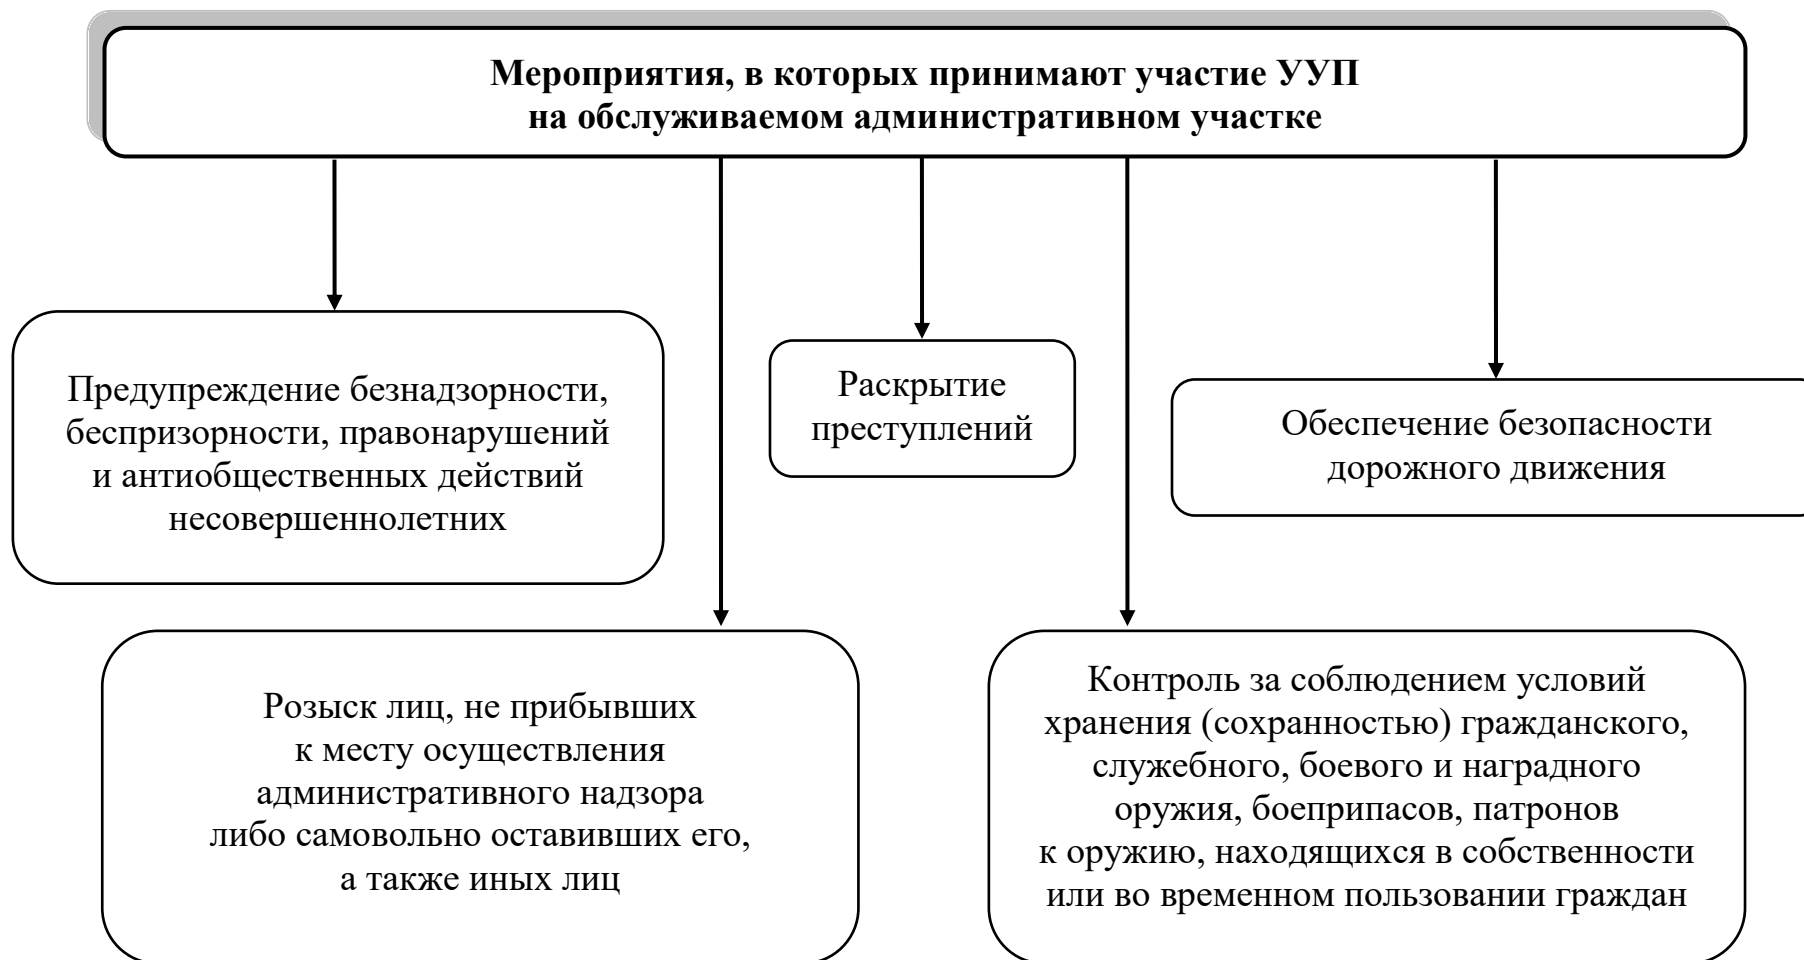 Мероприятия, в которых принимают участие УУП
на обслуживаемом административном участке
Предупреждение безнадзорности,
беспризорности, правонарушений
и антиобщественных действий
несовершеннолетних
Раскрытие
преступлений
Обеспечение безопасности
дорожного движения
Розыск лиц, не прибывших
к месту осуществления
административного надзора
либо самовольно оставивших его,
а также иных лиц
Контроль за соблюдением условий
хранения (сохранностью) гражданского,
служебного, боевого и наградного
оружия, боеприпасов, патронов
к оружию, находящихся в собственности
или во временном пользовании граждан